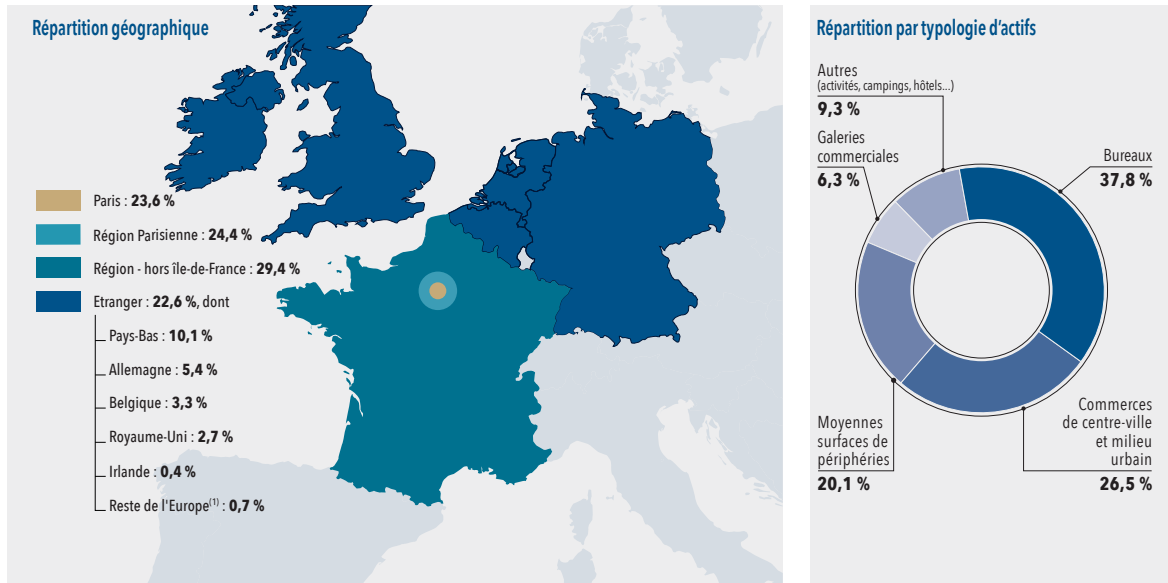 Répartition géographique
Paris : 23,6 %
Région Parisienne : 24,4 %
Région - hors île-de-France : 29,4 %
Etranger : 22,6 %, dont
Pays-Bas : 10,1 %
Allemagne : 5,4 %
Belgique : 3,3 %
Royaume-Uni : 2,7 %
Irlande : 0,4 %
Reste de l'Europe(1) : 0,7 %
Répartition par typologie d'actifs
Autres
(activités, campings, hôtels...)
9,3 %
Galeries
commerciales
6,3 %
Bureaux
37,8 %
Moyennes
surfaces de
périphéries
20,1 %
Commerces
de centre-ville
et milieu
urbain
26,5 %